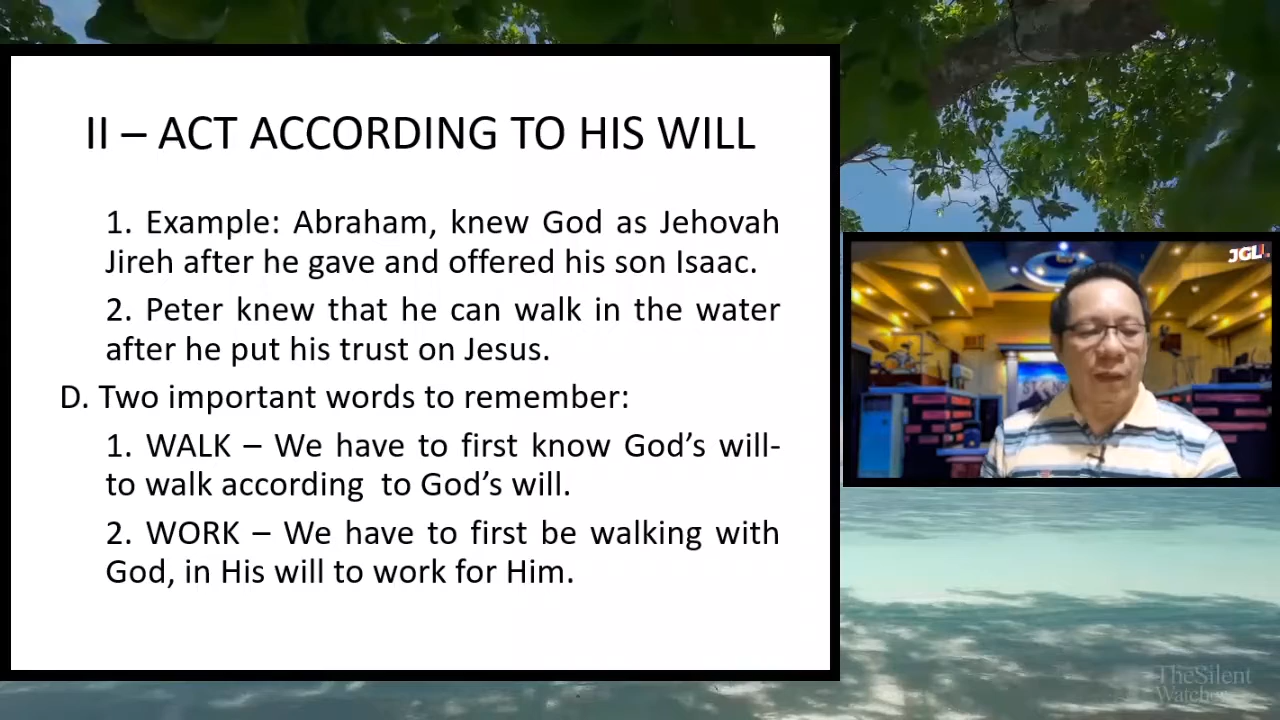 II – ACT ACCORDING TO HIS WILL
1. Example: Abraham, knew God as Jehovah
Jireh after he gave and offered his son Isaac.
2. Peter knew that he can walk in the water
after he put his trust on Jesus.
D. Two important words to remember:
1. WALK – We have to first know God’s will-
to walk according  to God’s will.
2. WORK – We have to first be walking with
God, in His will to work for Him.
JGLL
TheSilent
Watcher